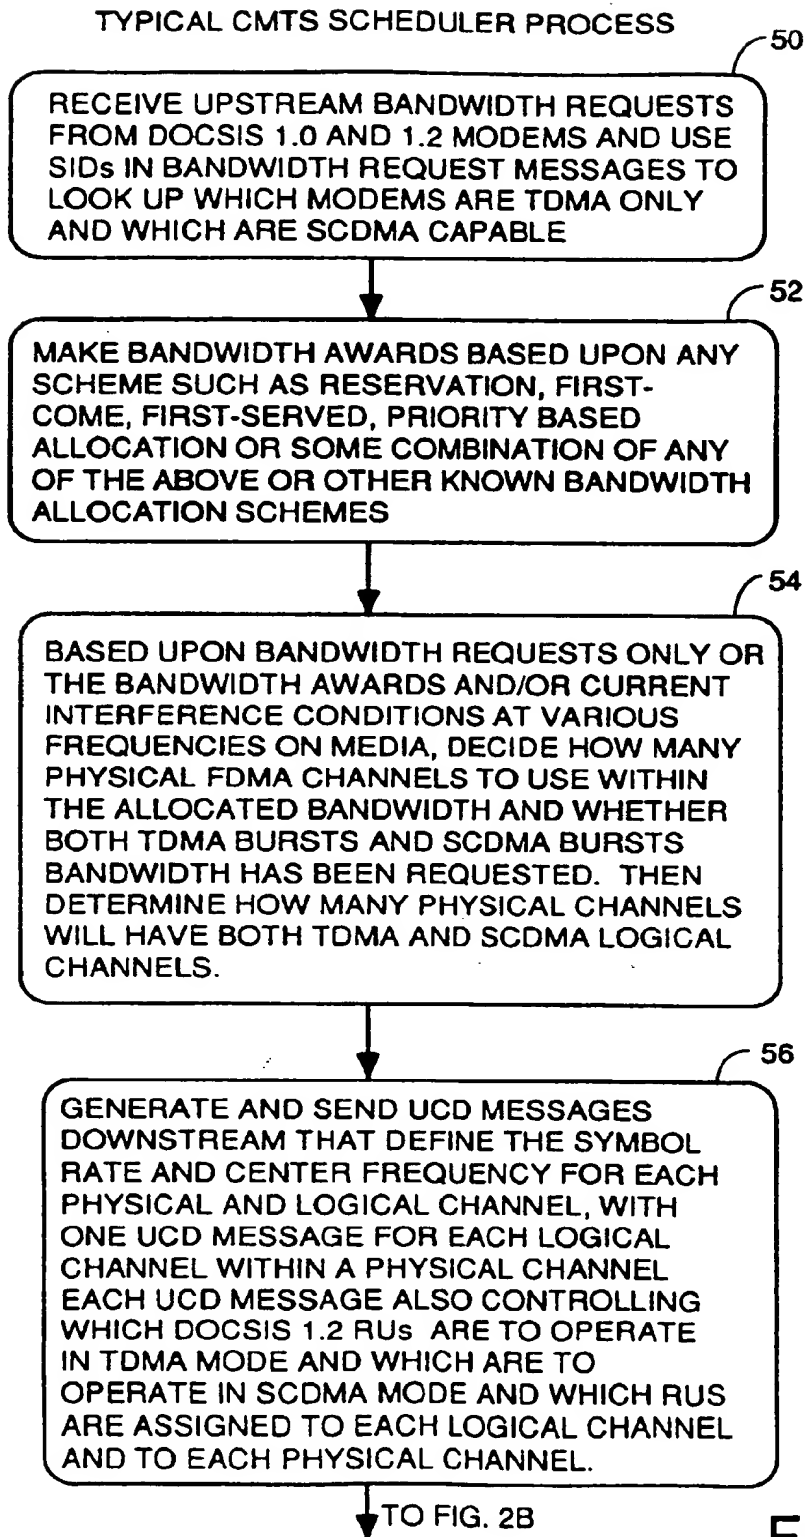 TYPICAL CMTS SCHEDULER PROCESS
50
RECEIVE UPSTREAM BANDWIDTH REQUESTS
FROM DOCSIS 1.0 AND 1.2 MODEMS AND USE
SIDs IN BANDWIDTH REQUEST MESSAGES TO
LOOK UP WHICH MODEMS ARE TDMA ONLY
AND WHICH ARE SCDMA CAPABLE
52
MAKE BANDWIDTH AWARDS BASED UPON ANY
SCHEME SUCH AS RESERVATION, FIRST-
COME, FIRST-SERVED, PRIORITY BASED
ALLOCATION OR SOME COMBINATION OF ANY
OF THE ABOVE OR OTHER KNOWN BANDWIDTH
ALLOCATION SCHEMES
54
BASED UPON BANDWIDTH REQUESTS ONLY OR
THE BANDWIDTH AWARDS AND/OR CURRENT
INTERFERENCE CONDITIONS AT VARIOUS
FREQUENCIES ON MEDIA, DECIDE HOW MANY
PHYSICAL FDMA CHANNELS TO USE WITHIN
THE ALLOCATED BANDWIDTH AND WHETHER
BOTH TDMA BURSTS AND SCDMA BURSTS
BANDWIDTH HAS BEEN REQUESTED. THEN
DETERMINE HOW MANY PHYSICAL CHANNELS
WILL HAVE BOTH TDMA AND SCDMA LOGICAL
CHANNELS.
56
GENERATE AND SEND UCD MESSAGES
DOWNSTREAM THAT DEFINE THE SYMBOL
RATE AND CENTER FREQUENCY FOR EACH
PHYSICAL AND LOGICAL CHANNEL, WITH
ONE UCD MESSAGE FOR EACH LOGICAL
CHANNEL WITHIN A PHYSICAL CHANNEL
EACH UCD MESSAGE ALSO CONTROLLING
WHICH DOCSIS 1.2 RUs ARE TO OPERATE
IN TDMA MODE AND WHICH ARE TO
OPERATE IN SCDMA MODE AND WHICH RUS
ARE ASSIGNED TO EACH LOGICAL CHANNEL
AND TO EACH PHYSICAL CHANNEL.
TO FIG. 2B